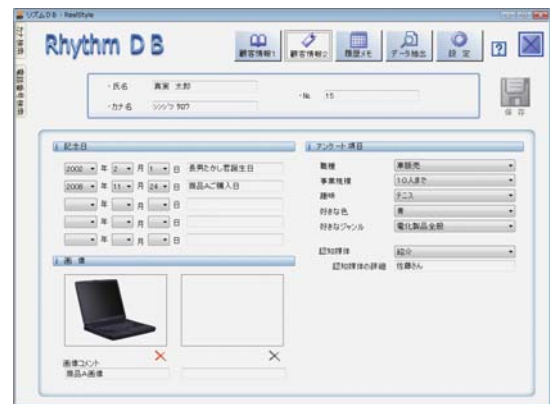 リズムDB - RealStyle
Rhythm D B
顧客情報1
顧客情報2
履歴メモ
データ抽出
設 定
・氏名 真実 太郎
・カナ名 シンジツ タロウ
・№ 15
保 存
記念日
2002 年 2 月 1 日 長男たかし君誕生日
2008 年 11 月 24 日 商品Aご購入日
年 月 日
年 月 日
年 月 日
画 像
画像コメント
商品A画像
アンケート項目
職種 車販売
事業規模 10人まで
趣味 テニス
好きな色 青
好きなジャンル 電化製品全般
認知媒体 紹介
認知媒体の詳細 佐藤さん